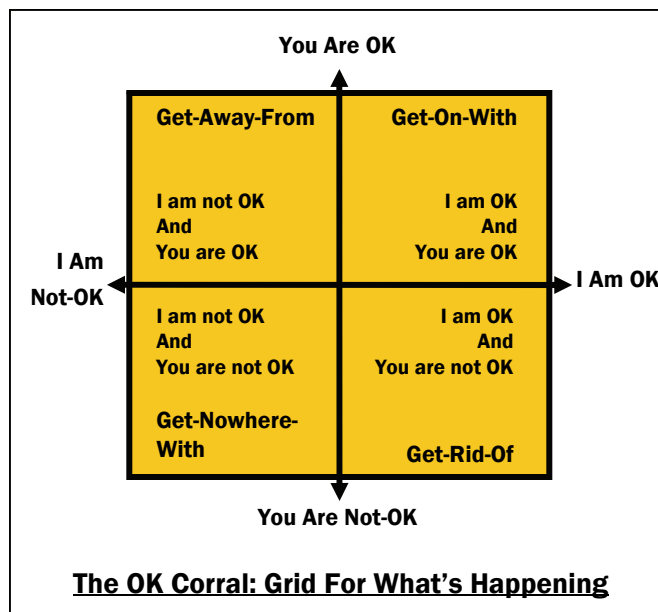 You Are OK
Get-Away-From
Get-On-With
I am not OK
And
You are OK
I am OK
And
You are OK
I Am
Not-OK
I Am OK
I am not OK
And
You are not OK
I am OK
And
You are not OK
Get-Nowhere-
With
Get-Rid-Of
You Are Not-OK
The OK Corral: Grid For What's Happening